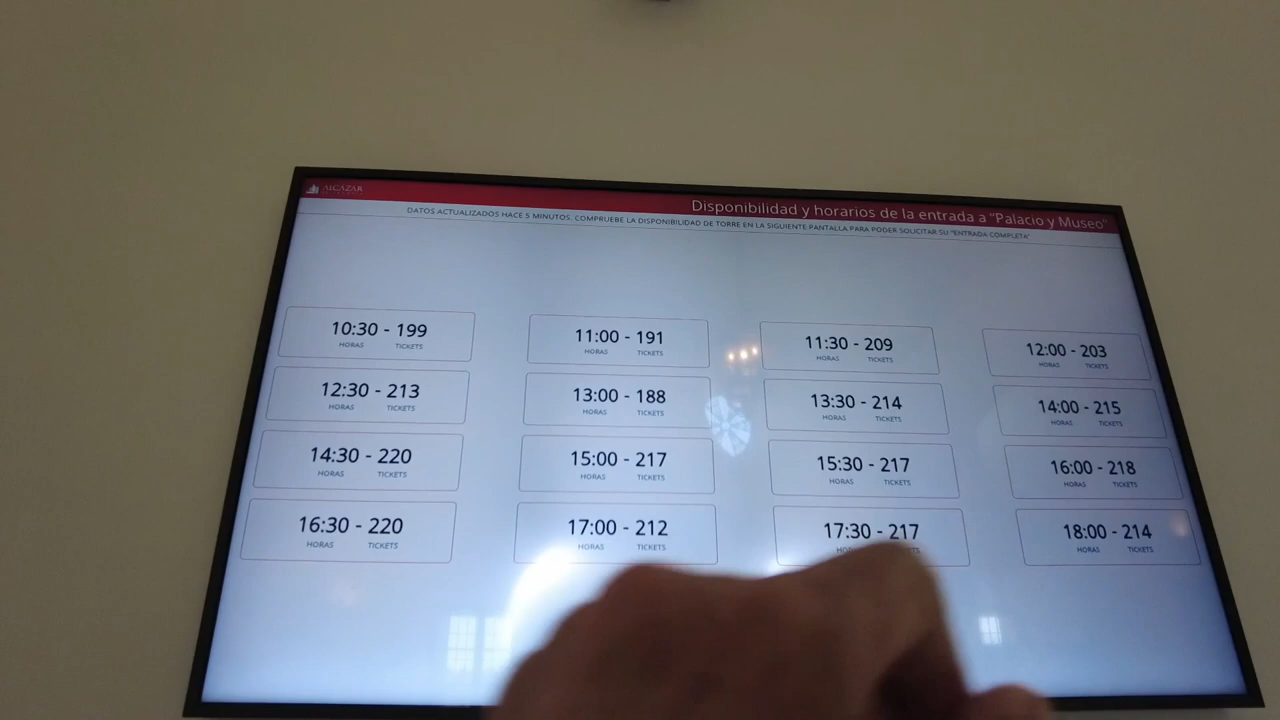 ALCÁZAR
Disponibilidad y horarios de la entrada a "Palacio y Museo"
DATOS ACTUALIZADOS HACE 5 MINUTOS. COMPRUEBE LA DISPONIBILIDAD DE TORRE EN LA SIGUIENTE PANTALLA PARA PODER SOLICITAR SU "ENTRADA COMPLETA"
10:30 - 199
HORAS TICKETS
11:00 - 191
HORAS TICKETS
11:30 - 209
HORAS TICKETS
12:00 - 203
HORAS TICKETS
12:30 - 213
HORAS TICKETS
13:00 - 188
HORAS TICKETS
13:30 - 214
HORAS TICKETS
14:00 - 215
HORAS TICKETS
14:30 - 220
HORAS TICKETS
15:00 - 217
HORAS TICKETS
15:30 - 217
HORAS TICKETS
16:00 - 218
HORAS TICKETS
16:30 - 220
HORAS TICKETS
17:00 - 212
HORAS TICKETS
17:30 - 217
18:00 - 214
HORAS TICKETS